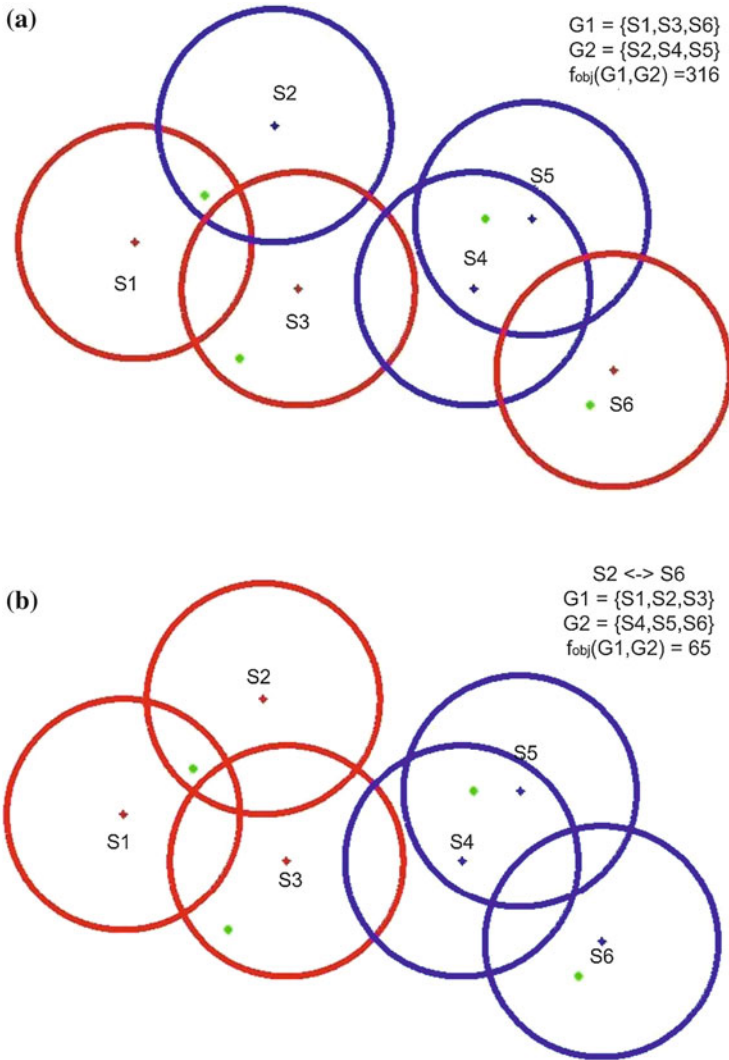 (a)
G1 = {S1,S3,S6}
G2 = {S2,S4,S5}
fobj(G1,G2) =316
S2
S5
S4
S1
S3
S6
(b)
S2 <-> S6
G1 = {S1,S2,S3}
G2 = {S4,S5,S6}
fobj(G1,G2) = 65
S2
S5
S1
S4
S3
S6